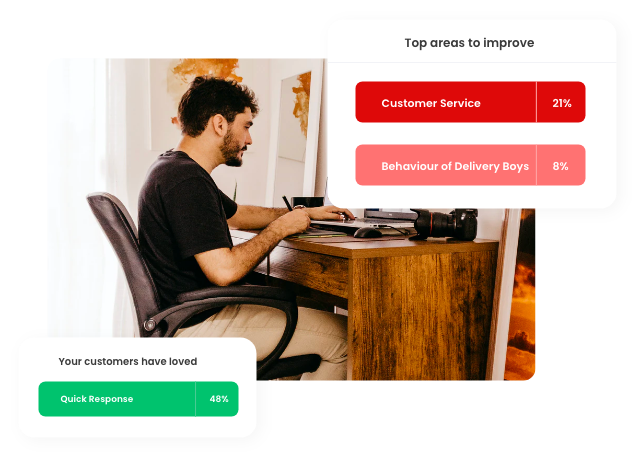 Top areas to improve
Customer Service 21%
Behaviour of Delivery Boys 8%
Your customers have loved
Quick Response 48%